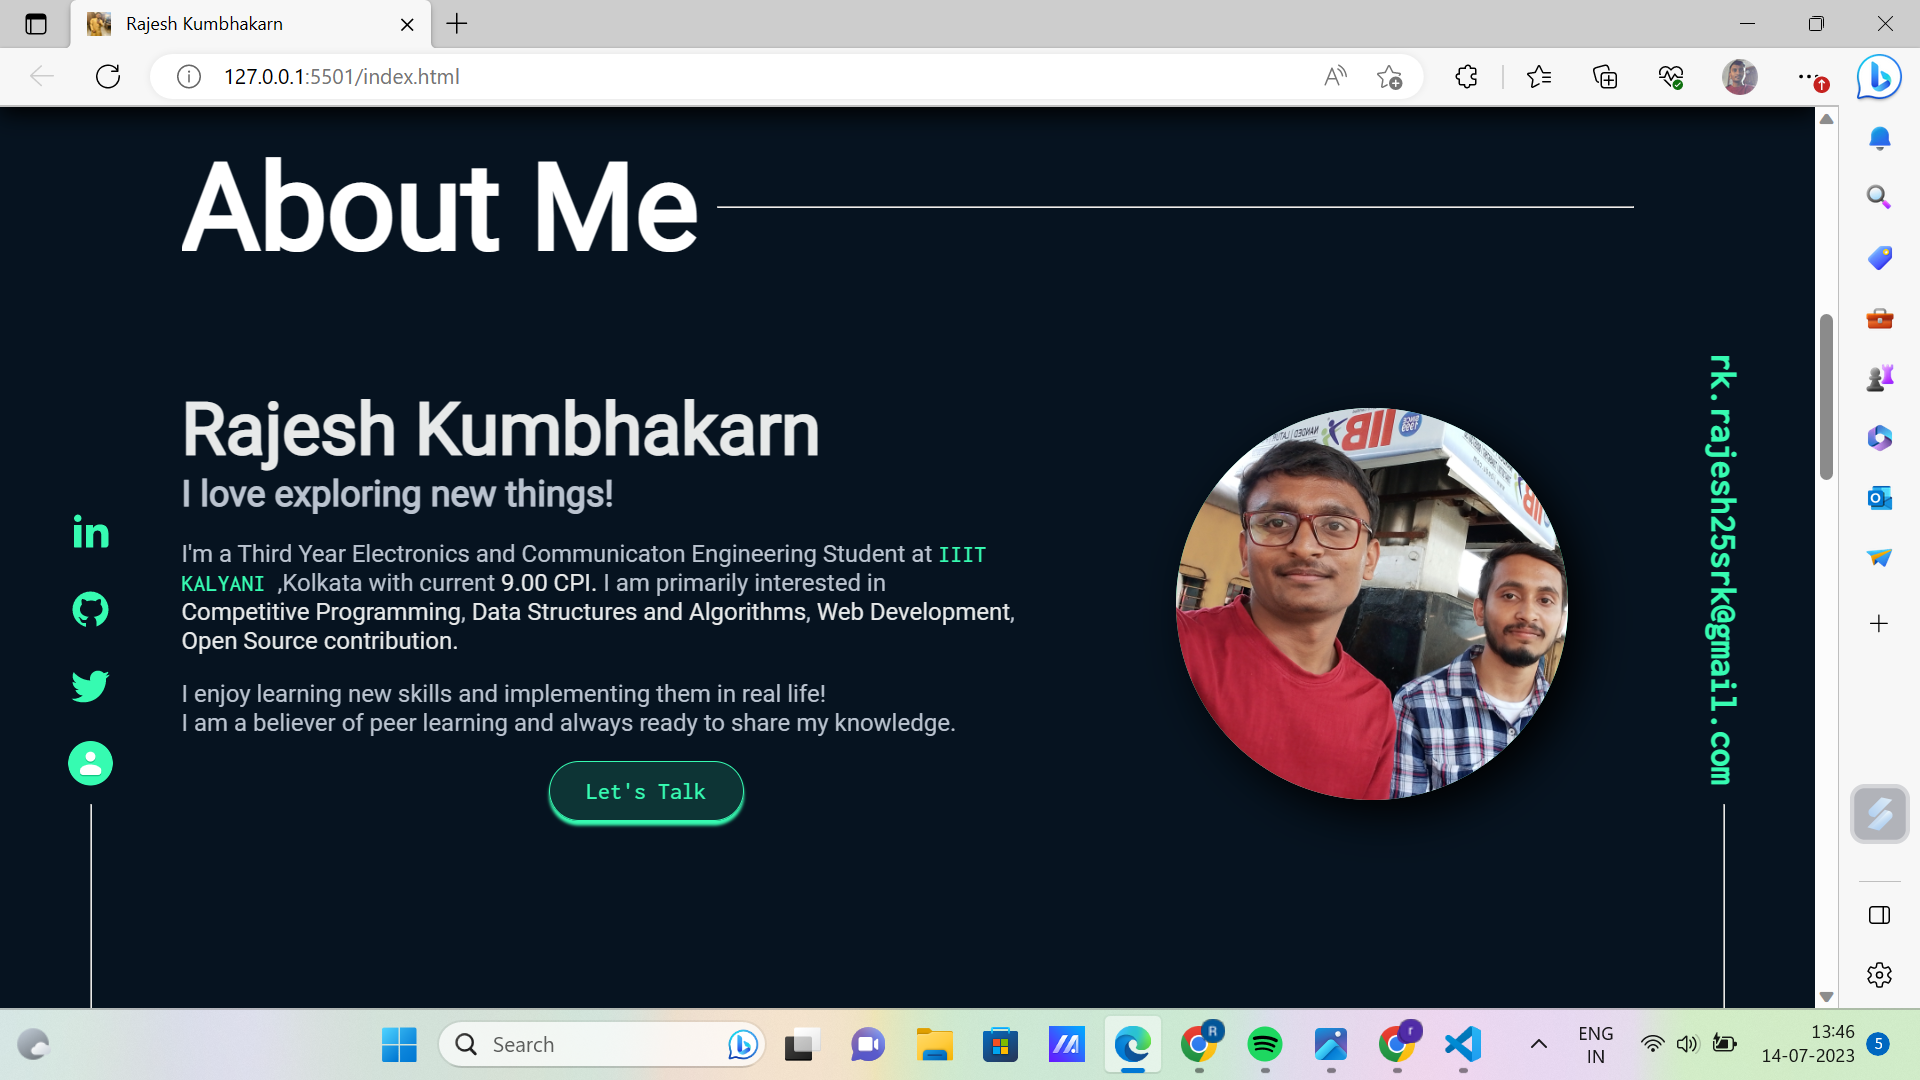 Rajesh Kumbhakarn
127.0.0.1:5501/index.html
About Me
Rajesh Kumbhakarn
I love exploring new things!
I'm a Third Year Electronics and Communicaton Engineering Student at IIIT
KALYANI ,Kolkata with current 9.00 CPI. I am primarily interested in
Competitive Programming, Data Structures and Algorithms, Web Development,
Open Source contribution.
I enjoy learning new skills and implementing them in real life!
I am a believer of peer learning and always ready to share my knowledge.
Let's Talk
in
IIB
rk.rajesh25srk@gmail.com
Search
R
r
ENG
IN
13:46
14-07-2023
5